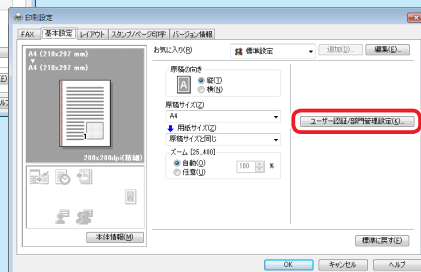 印刷設定
FAX 基本設定 レイアウト スタンプ/ページ印字 バージョン情報
A4 (210x297 mm)
A4 (210x297 mm)
200x200dpi(精細)
本体情報(M)
お気に入り(R) 標準設定 追加(D)... 編集(E)...
原稿の向き
A
縦(T)
横(N)
原稿サイズ(Z)
A4
用紙サイズ(Z)
原稿サイズと同じ
ズーム [25..400]
自動(O)
任意(U)
100 %
ユーザー認証/部門管理設定(K)...
標準に戻す(F)
OK キャンセル ヘルプ